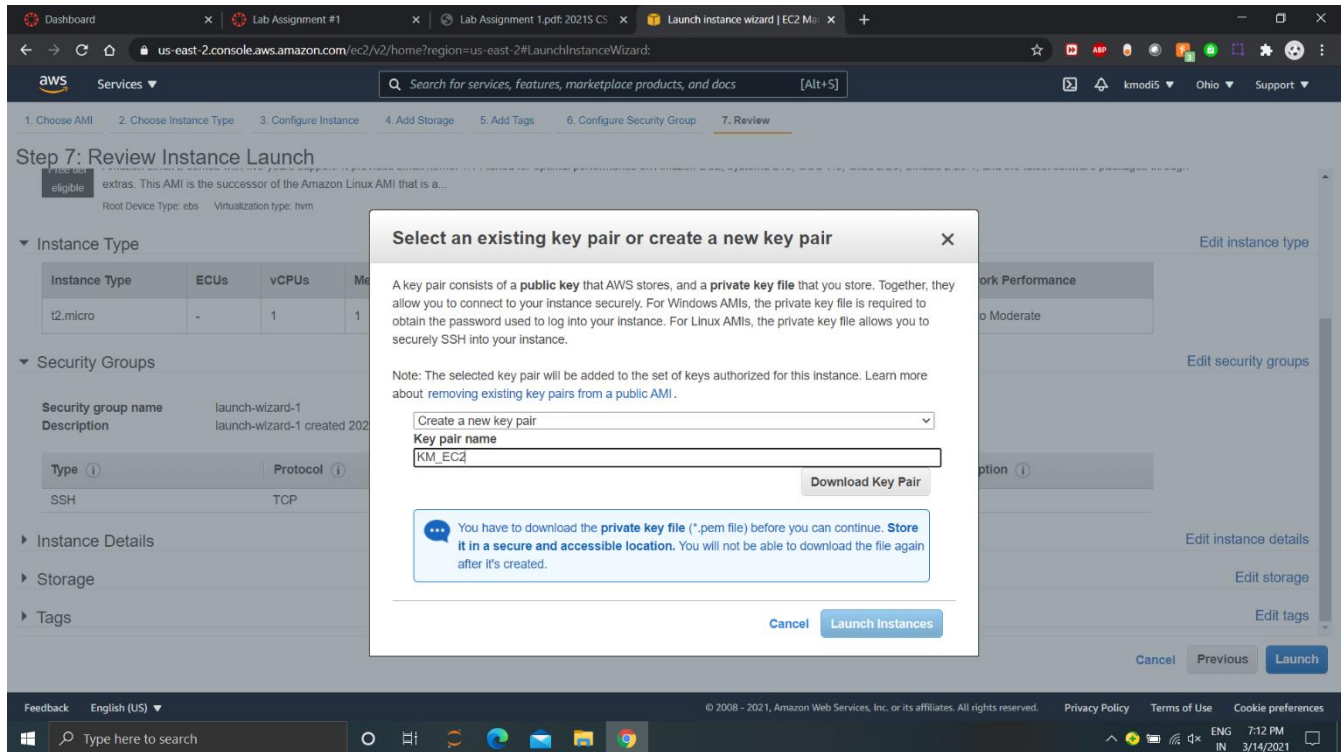 Dashboard
Lab Assignment #1
Lab Assignment 1.pdf: 2021S CS
Launch instance wizard | EC2 Ma
us-east-2.console.aws.amazon.com/ec2/v2/home?region=us-east-2#LaunchInstanceWizard:
ABP
aws
Services
Search for services, features, marketplace products, and docs
[Alt+S]
kmodi5
Ohio
Support
1. Choose AMI
2. Choose Instance Type
3. Configure Instance
4. Add Storage
5. Add Tags
6. Configure Security Group
7. Review
Step 7: Review Instance Launch
Free tier
eligible
extras. This AMI is the successor of the Amazon Linux AMI that is a...
Root Device Type: ebs Virtualization type: hvm
Instance Type
Edit instance type
Instance Type
ECUs
vCPUs
Me
ork Performance
t2.micro
-
1
1
o Moderate
Security Groups
Edit security groups
Security group name
launch-wizard-1
Description
launch-wizard-1 created 202
Type
Protocol
ption
SSH
TCP
Instance Details
Edit instance details
Storage
Edit storage
Tags
Edit tags
Select an existing key pair or create a new key pair
A key pair consists of a public key that AWS stores, and a private key file that you store. Together, they
allow you to connect to your instance securely. For Windows AMIs, the private key file is required to
obtain the password used to log into your instance. For Linux AMIs, the private key file allows you to
securely SSH into your instance.
Note: The selected key pair will be added to the set of keys authorized for this instance. Learn more
about removing existing key pairs from a public AMI.
Create a new key pair
Key pair name
KM_EC2
Download Key Pair
You have to download the private key file (*.pem file) before you can continue. Store
it in a secure and accessible location. You will not be able to download the file again
after it's created.
Cancel
Launch Instances
Cancel
Previous
Launch
Feedback
English (US)
© 2008 - 2021, Amazon Web Services, Inc. or its affiliates. All rights reserved.
Privacy Policy
Terms of Use
Cookie preferences
Type here to search
ENG
IN
7:12 PM
3/14/2021